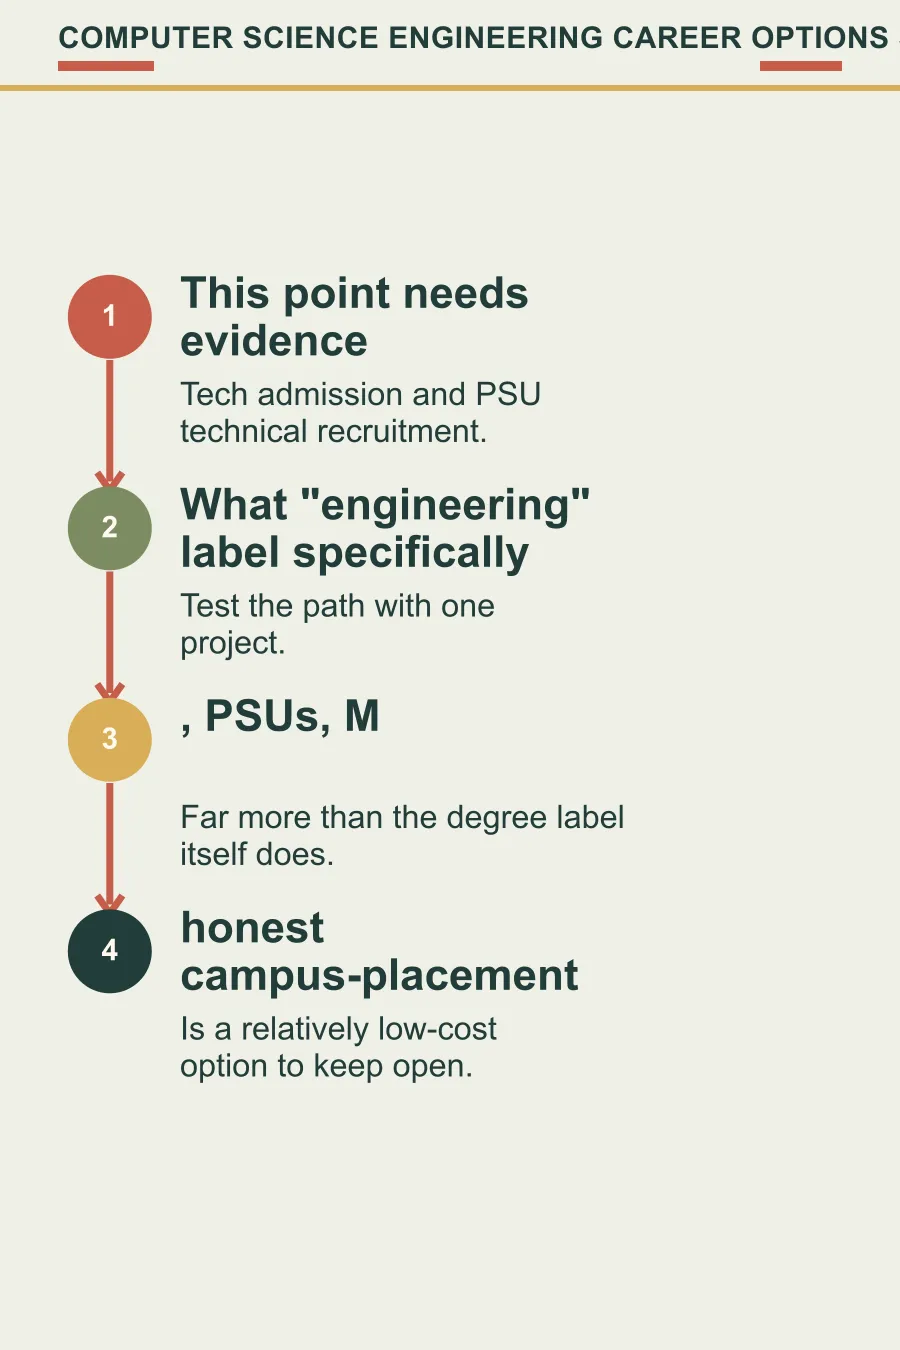 COMPUTER SCIENCE ENGINEERING CAREER OPTIONS
1
This point needs
evidence
Tech admission and PSU
technical recruitment.
2
What "engineering"
label specifically
Test the path with one
project.
3
, PSUs, M
Far more than the degree label
itself does.
4
honest
campus-placement
Is a relatively low-cost
option to keep open.